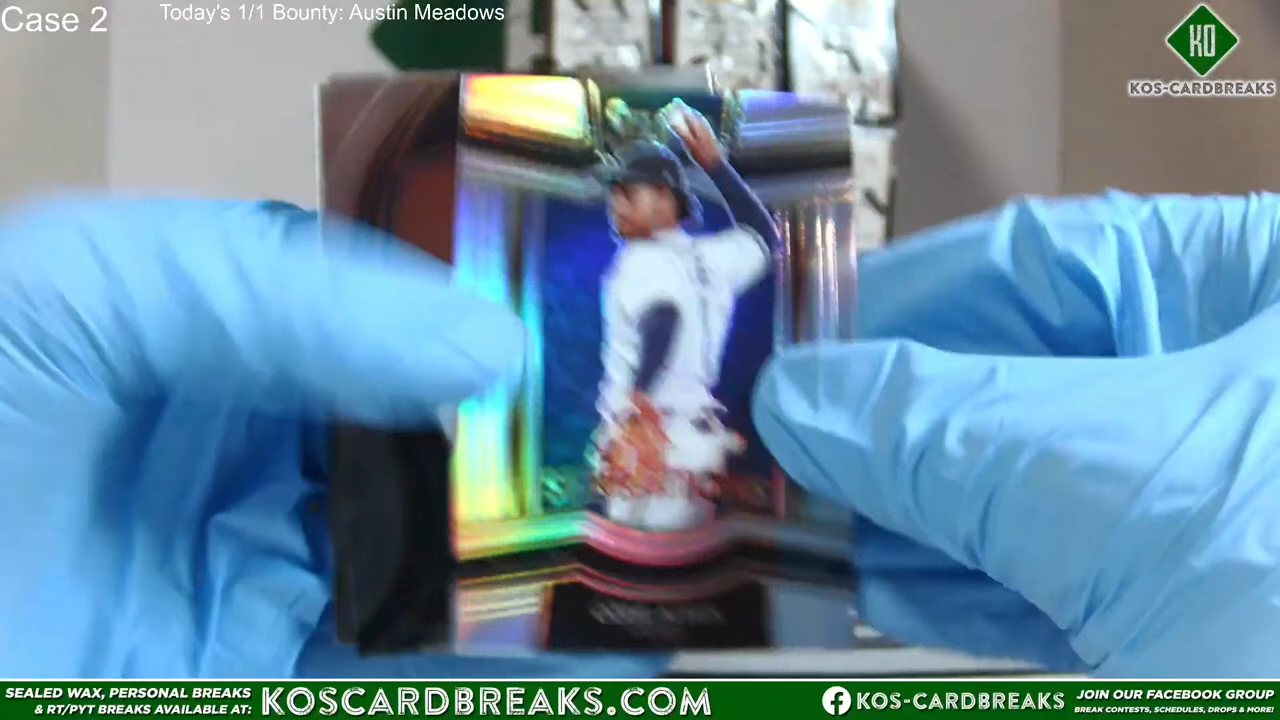 Case 2
Today's 1/1 Bounty: Austin Meadows
KO
KOS-CARDBREAKS
SEALED WAX, PERSONAL BREAKS
& RT/PYT BREAKS AVAILABLE AT:
KOSCARDBREAKS.COM
KOS-CARDBREAKS
JOIN OUR FACEBOOK GROUP
BREAK CONTESTS, SCHEDULES, DROPS & MORE!